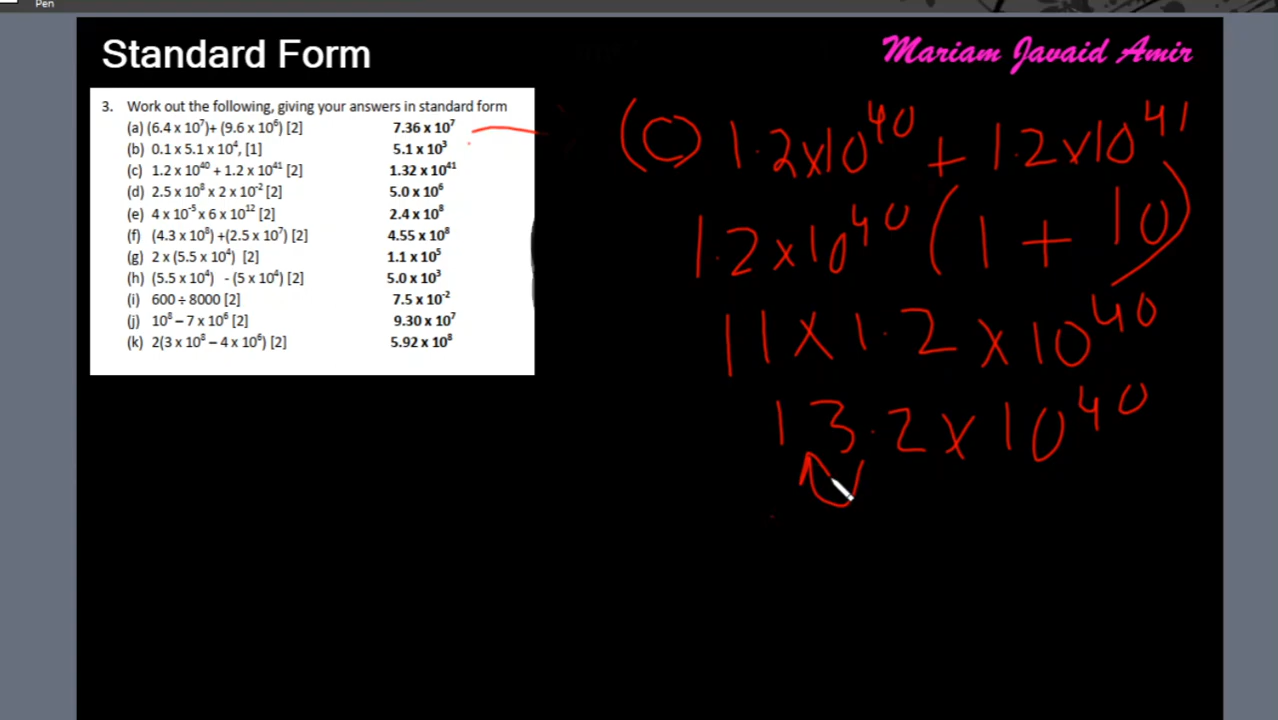 Pen
Standard Form
Mariam Javaid Amir
3. Work out the following, giving your answers in standard form
(a) (6.4 x 10⁷)+ (9.6 x 10⁶) [2] 7.36 x 10⁷
(b) 0.1 x 5.1 x 10⁴, [1] 5.1 x 10³
(c) 1.2 x 10⁴⁰ + 1.2 x 10⁴¹ [2] 1.32 x 10⁴¹
(d) 2.5 x 10⁸ x 2 x 10⁻² [2] 5.0 x 10⁶
(e) 4 x 10⁻⁵ x 6 x 10¹² [2] 2.4 x 10⁸
(f) (4.3 x 10⁸) +(2.5 x 10⁷) [2] 4.55 x 10⁸
(g) 2 x (5.5 x 10⁴) [2] 1.1 x 10⁵
(h) (5.5 x 10⁴) - (5 x 10⁴) [2] 5.0 x 10³
(i) 600 ÷ 8000 [2] 7.5 x 10⁻²
(j) 10⁸ – 7 x 10⁶ [2] 9.30 x 10⁷
(k) 2(3 x 10⁸ – 4 x 10⁶) [2] 5.92 x 10⁸
(C) 1.2x10⁴⁰ + 1.2x10⁴¹
1.2x10⁴⁰ (1 + 10)
11 x 1.2 x 10⁴⁰
13.2 x 10⁴⁰